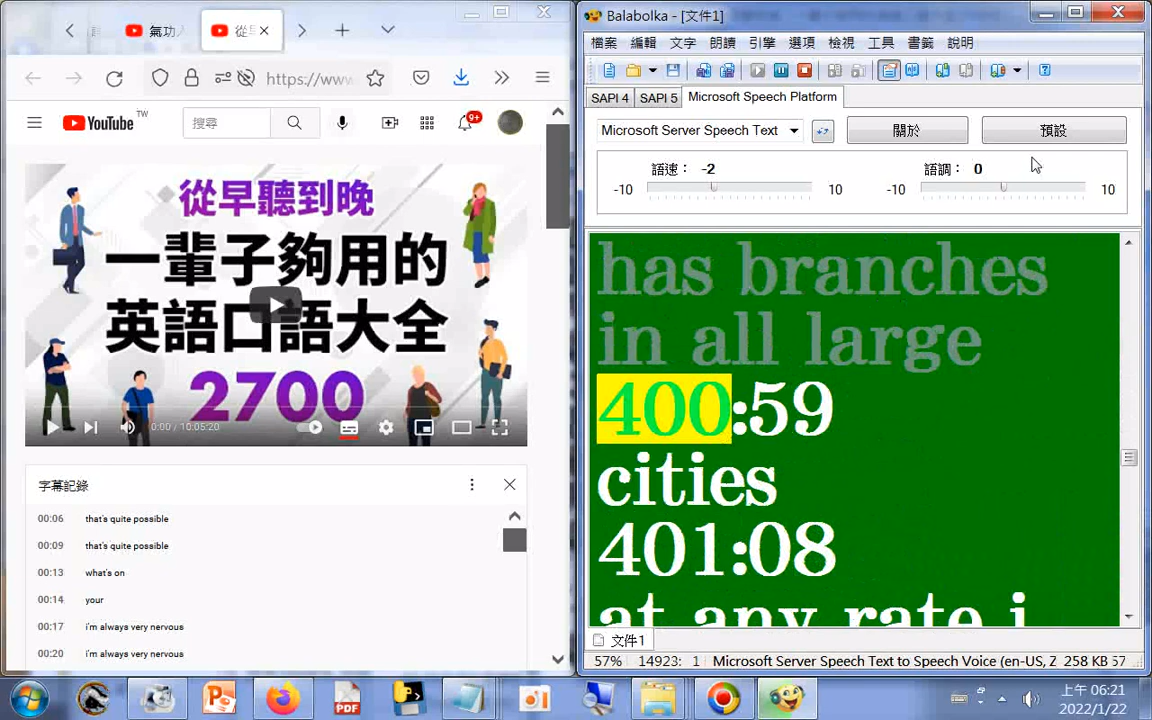 氣功
從
https://www
YouTube TW
搜尋
9+
從早聽到晚
一輩子夠用的
英語口語大全
2700
0:00 / 10:05:20
字幕記錄
00:06 that's quite possible
00:09 that's quite possible
00:13 what's on
00:14 your
00:17 i'm always very nervous
00:20 i'm always very nervous
Balabolka - [文件1]
檔案 編輯 文字 朗讀 引擎 選項 檢視 工具 書籤 說明
SAPI 4 SAPI 5 Microsoft Speech Platform
Microsoft Server Speech Text
關於
預設
語速： -2
語調： 0
-10 10 -10 10
has branches
in all large
400:59
cities
401:08
at any rate i
文件1
57% 14923: 1 Microsoft Server Speech Text to Speech Voice (en-US, Z 258 KB 57
PDF
上午 06:21
2022/1/22